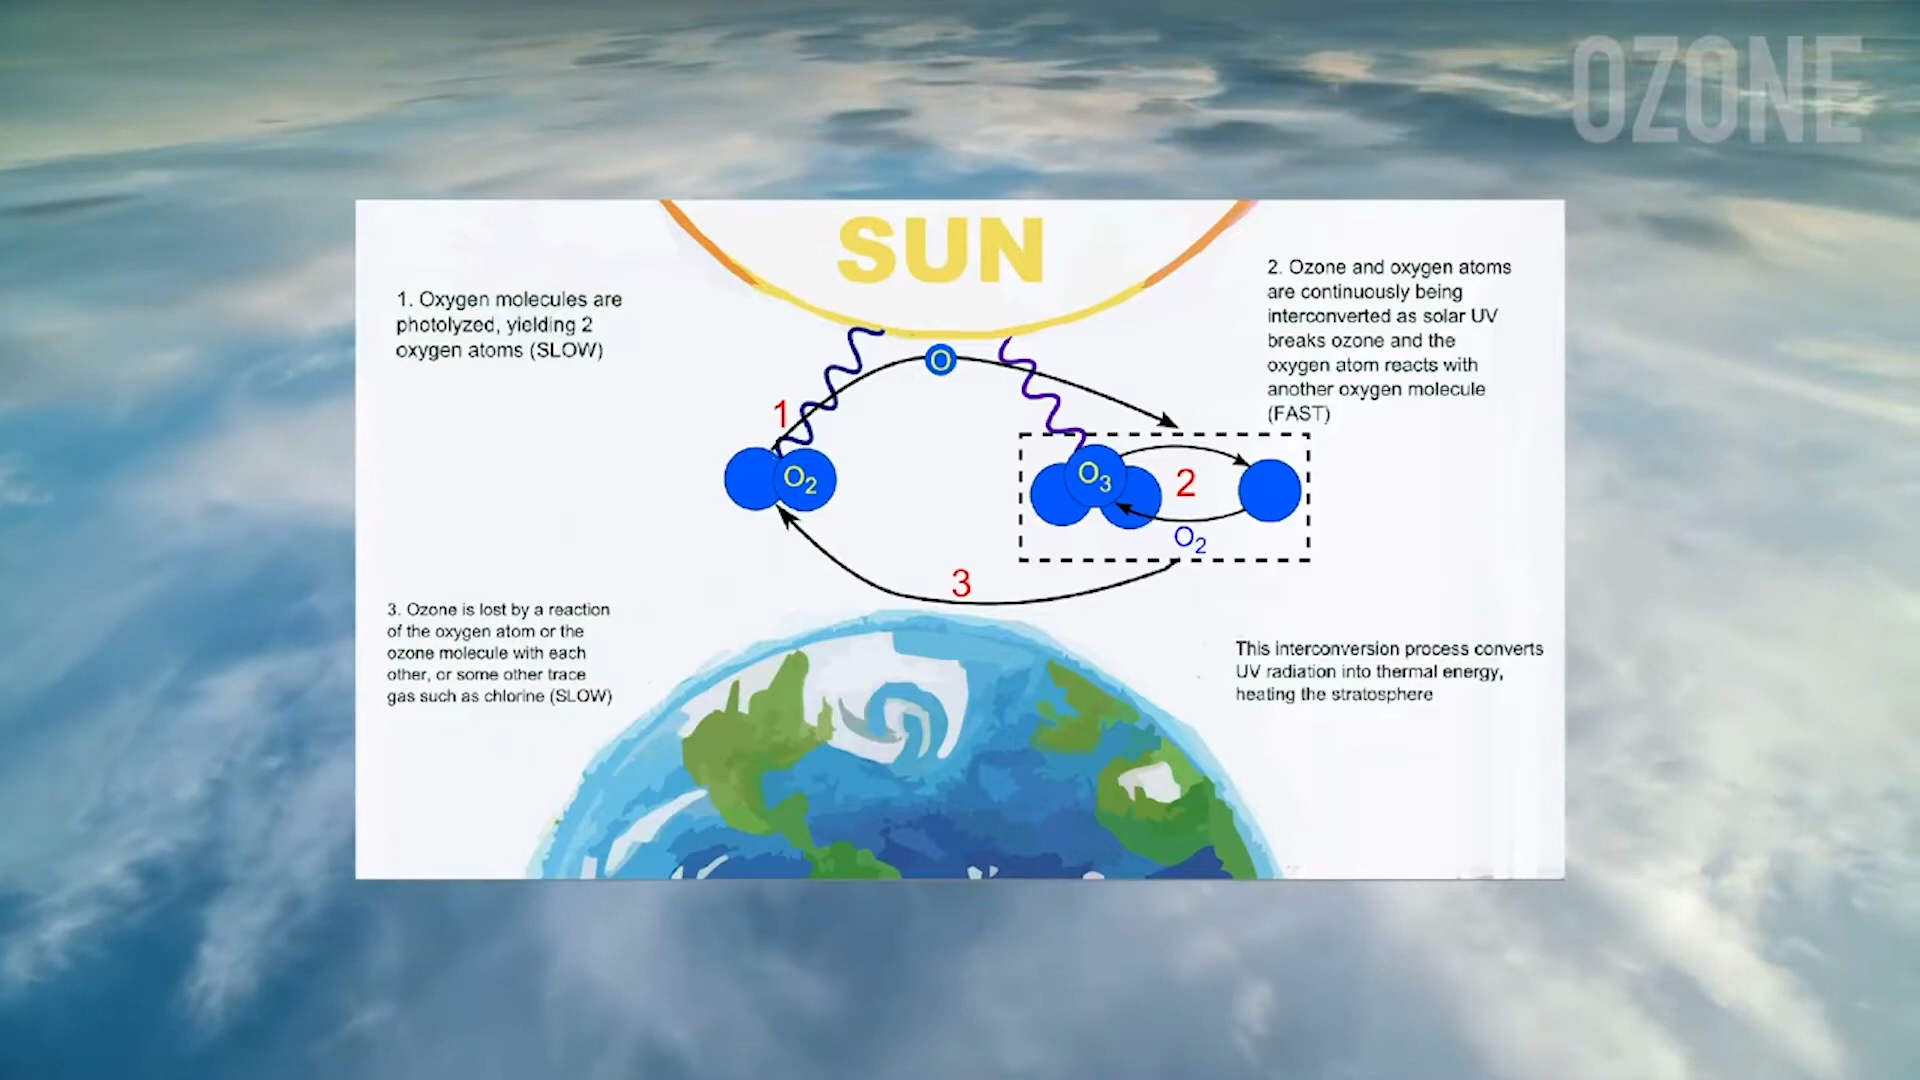 OZONE
SUN
1. Oxygen molecules are
photolyzed, yielding 2
oxygen atoms (SLOW)
2. Ozone and oxygen atoms
are continuously being
interconverted as solar UV
breaks ozone and the
oxygen atom reacts with
another oxygen molecule
(FAST)
O
1
O2
O3
2
O2
3
3. Ozone is lost by a reaction
of the oxygen atom or the
ozone molecule with each
other, or some other trace
gas such as chlorine (SLOW)
This interconversion process converts
UV radiation into thermal energy,
heating the stratosphere